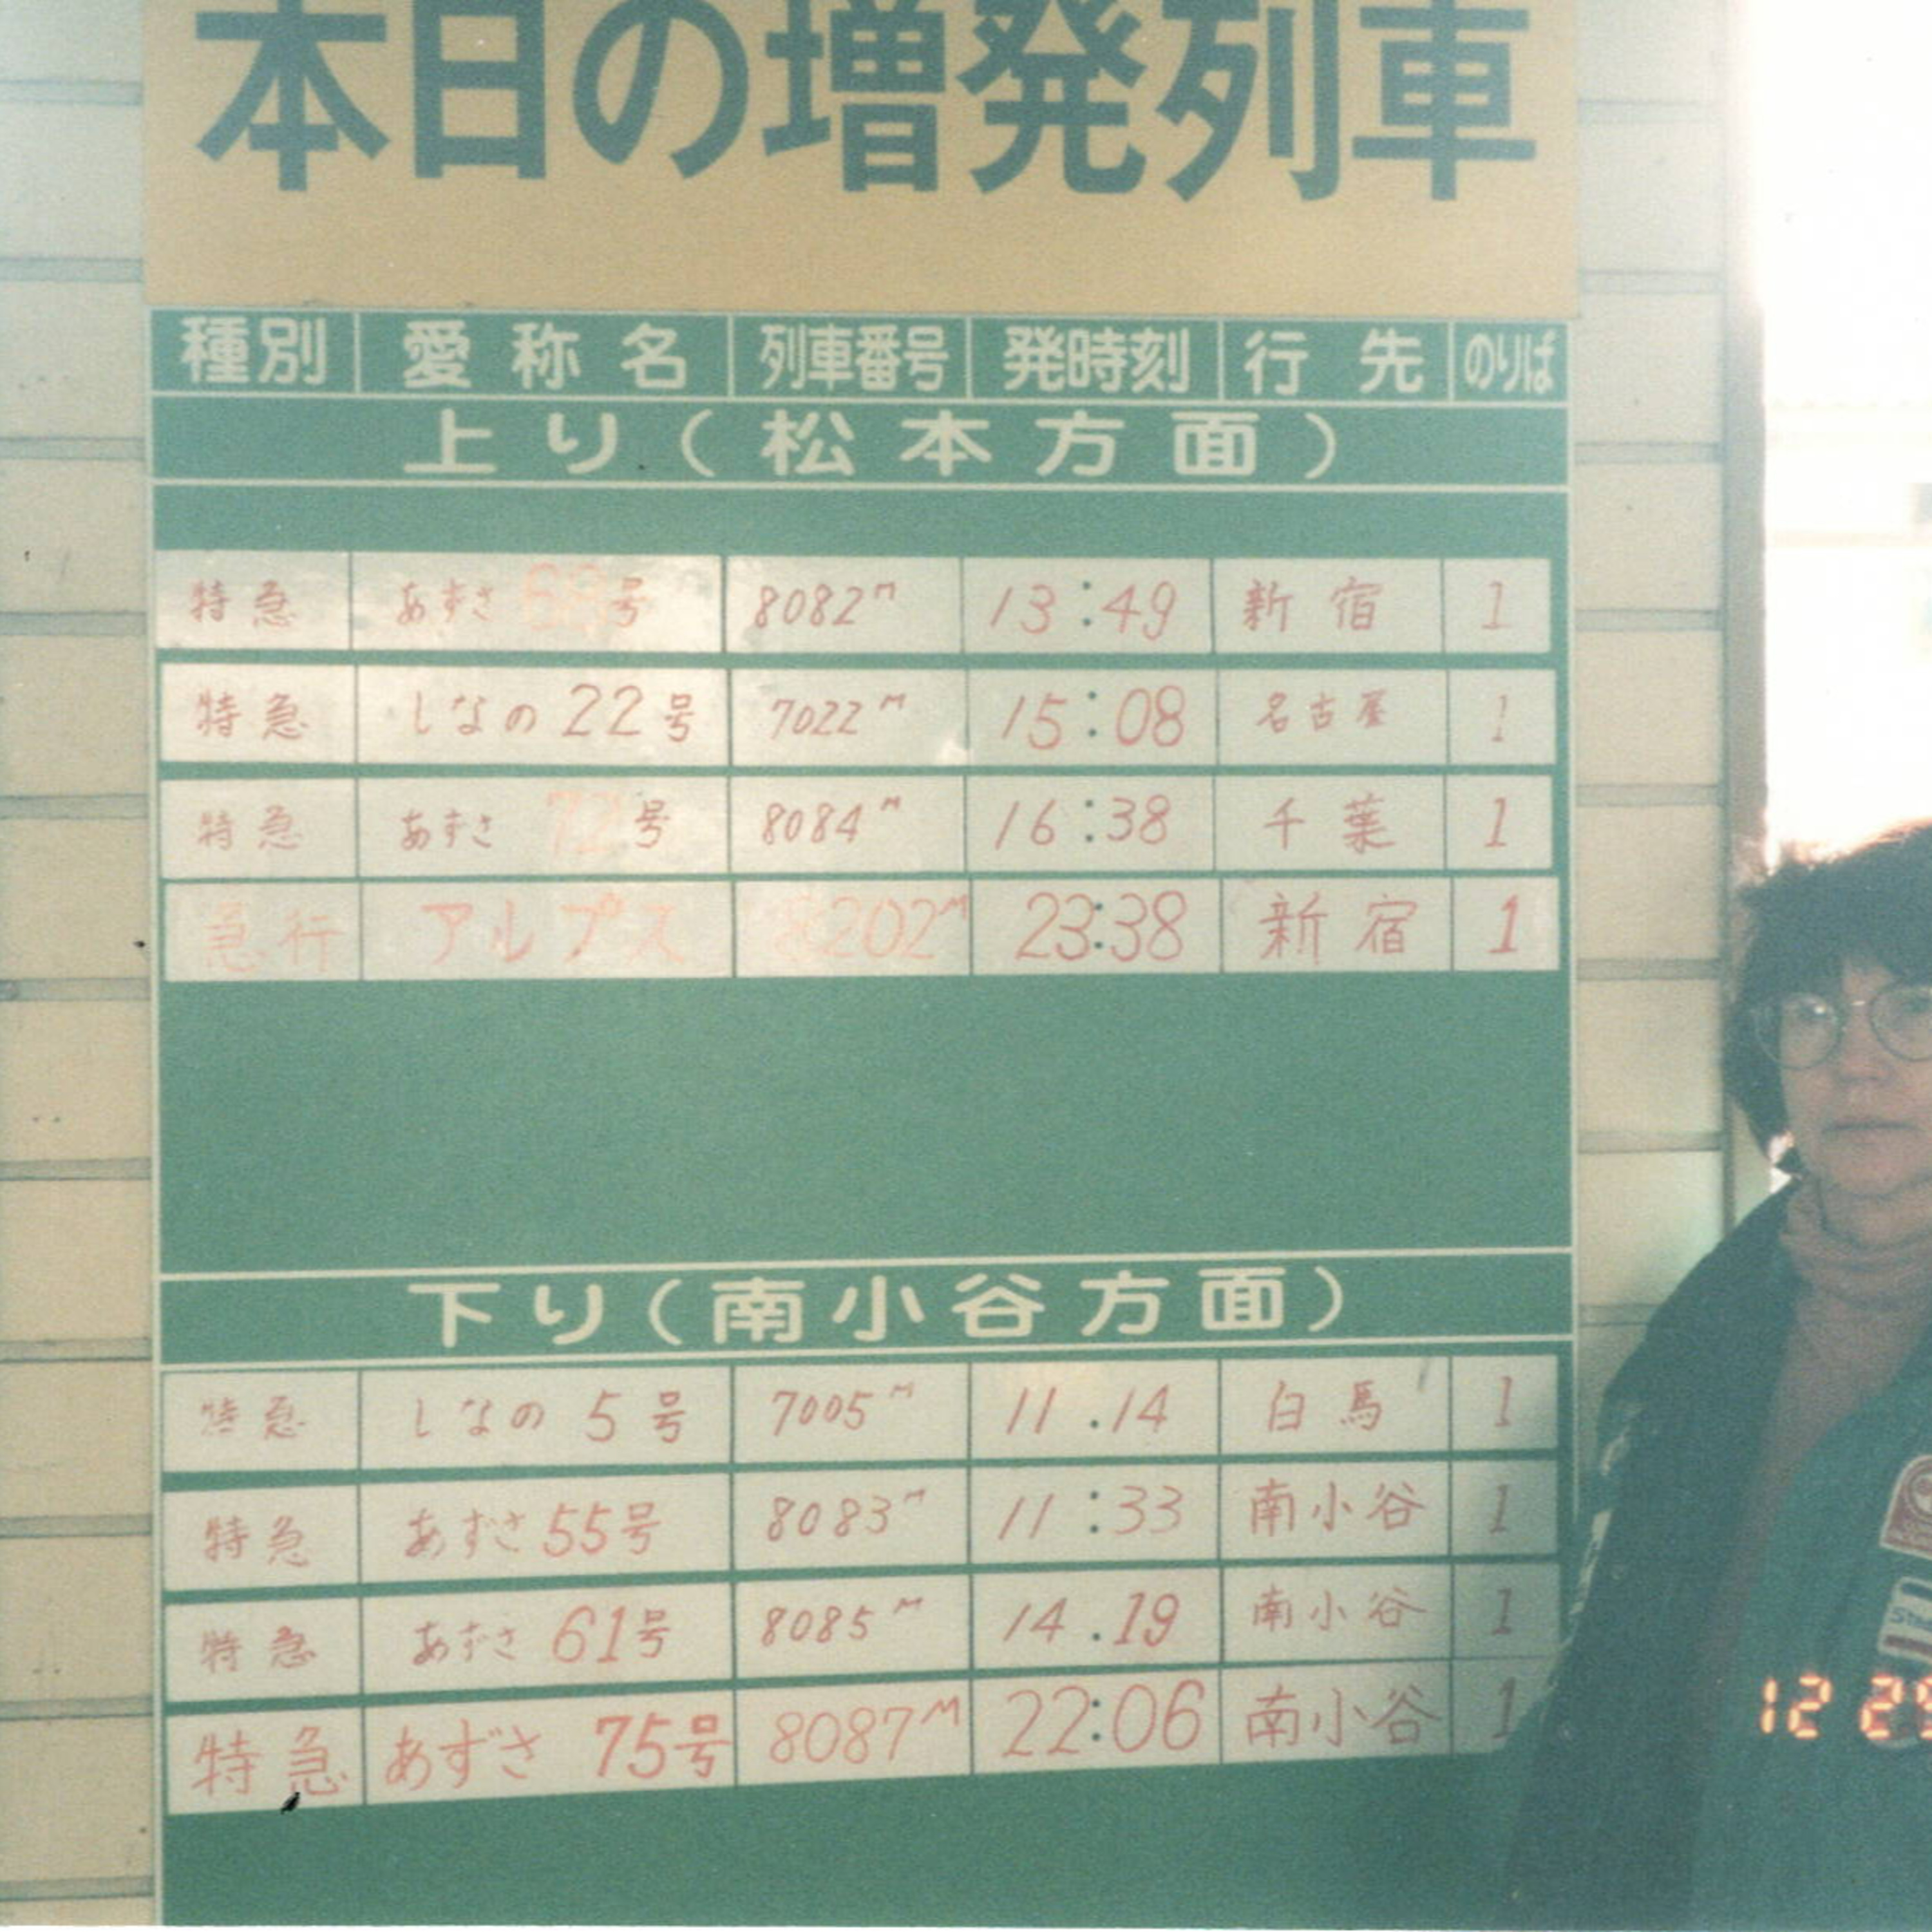 本日の増発列車
種別 愛称名 列車番号 発時刻 行先 のりば
上り(松本方面)
特急 あずさ 68号 8082M 13:49 新宿 1
特急 しなの 22号 7022M 15:08 名古屋 1
特急 あずさ 72号 8084M 16:38 千葉 1
急行 アルプス 8202M 23:38 新宿 1
下り(南小谷方面)
特急 しなの 5号 7005M 11.14 白馬 1
特急 あずさ 55号 8083M 11:33 南小谷 1
特急 あずさ 61号 8085M 14.19 南小谷 1
特急 あずさ 75号 8087M 22:06 南小谷 1
12